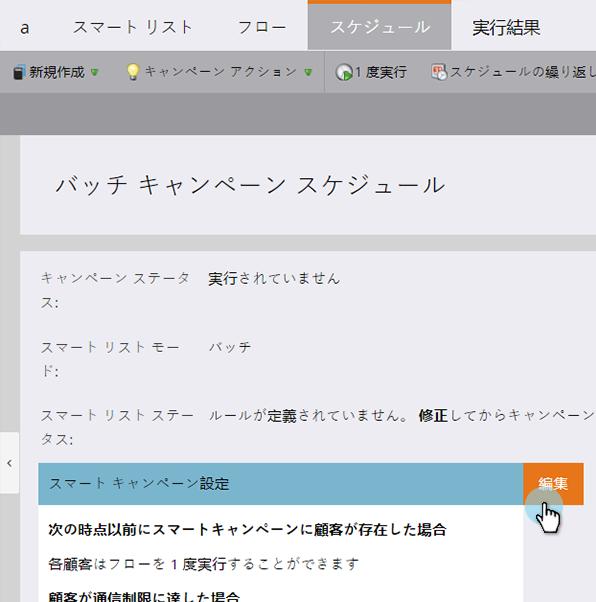 a スマート リスト フロー スケジュール 実行結果
新規作成 キャンペーン アクション 1 度実行 スケジュールの繰り返し
バッチ キャンペーン スケジュール
キャンペーン ステータ 実行されていません
ス:
スマート リスト モー バッチ
ド:
スマート リスト ステー ルールが定義されていません。 修正してからキャンペーン
タス:
スマート キャンペーン設定 編集
次の時点以前にスマートキャンペーンに顧客が存在した場合
各顧客はフローを 1 度実行することができます
顧客が通信制限に達した場合